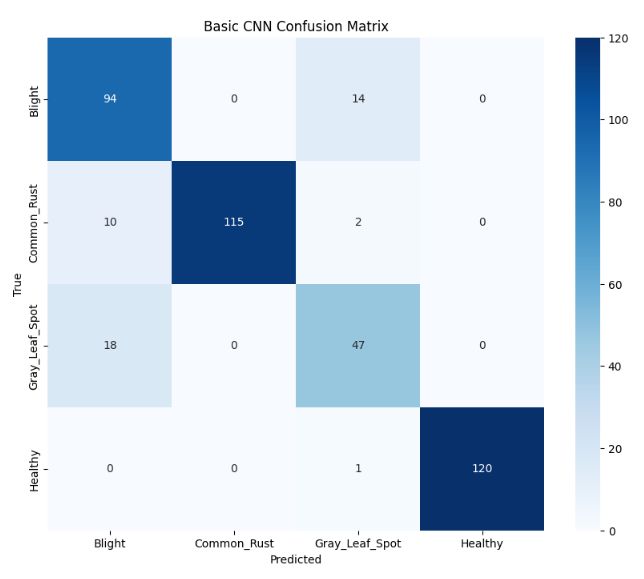 Basic CNN Confusion Matrix
Blight 94 0 14 0
Common_Rust 10 115 2 0
Gray_Leaf_Spot 18 0 47 0
Healthy 0 0 1 120
Blight Common_Rust Gray_Leaf_Spot Healthy
Predicted
True
120
100
80
60
40
20
0